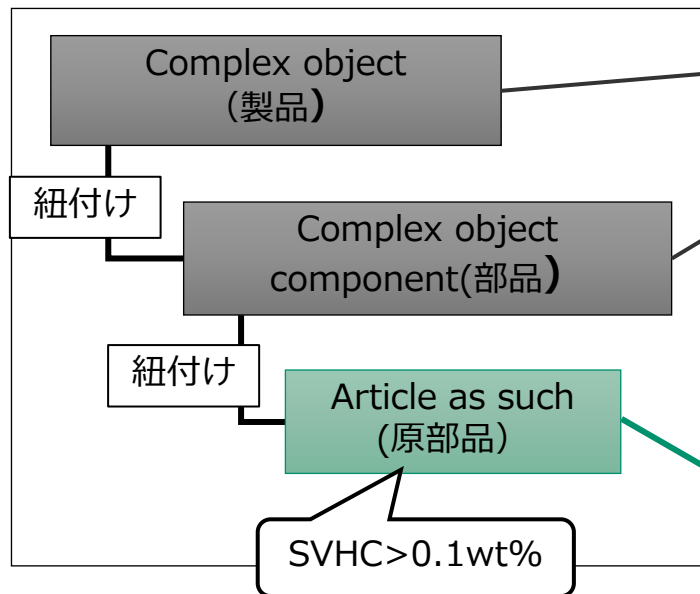 Complex object
（製品）
紐付け
Complex object
component(部品）
紐付け
Article as such
(原部品）
SVHC>0.1wt%